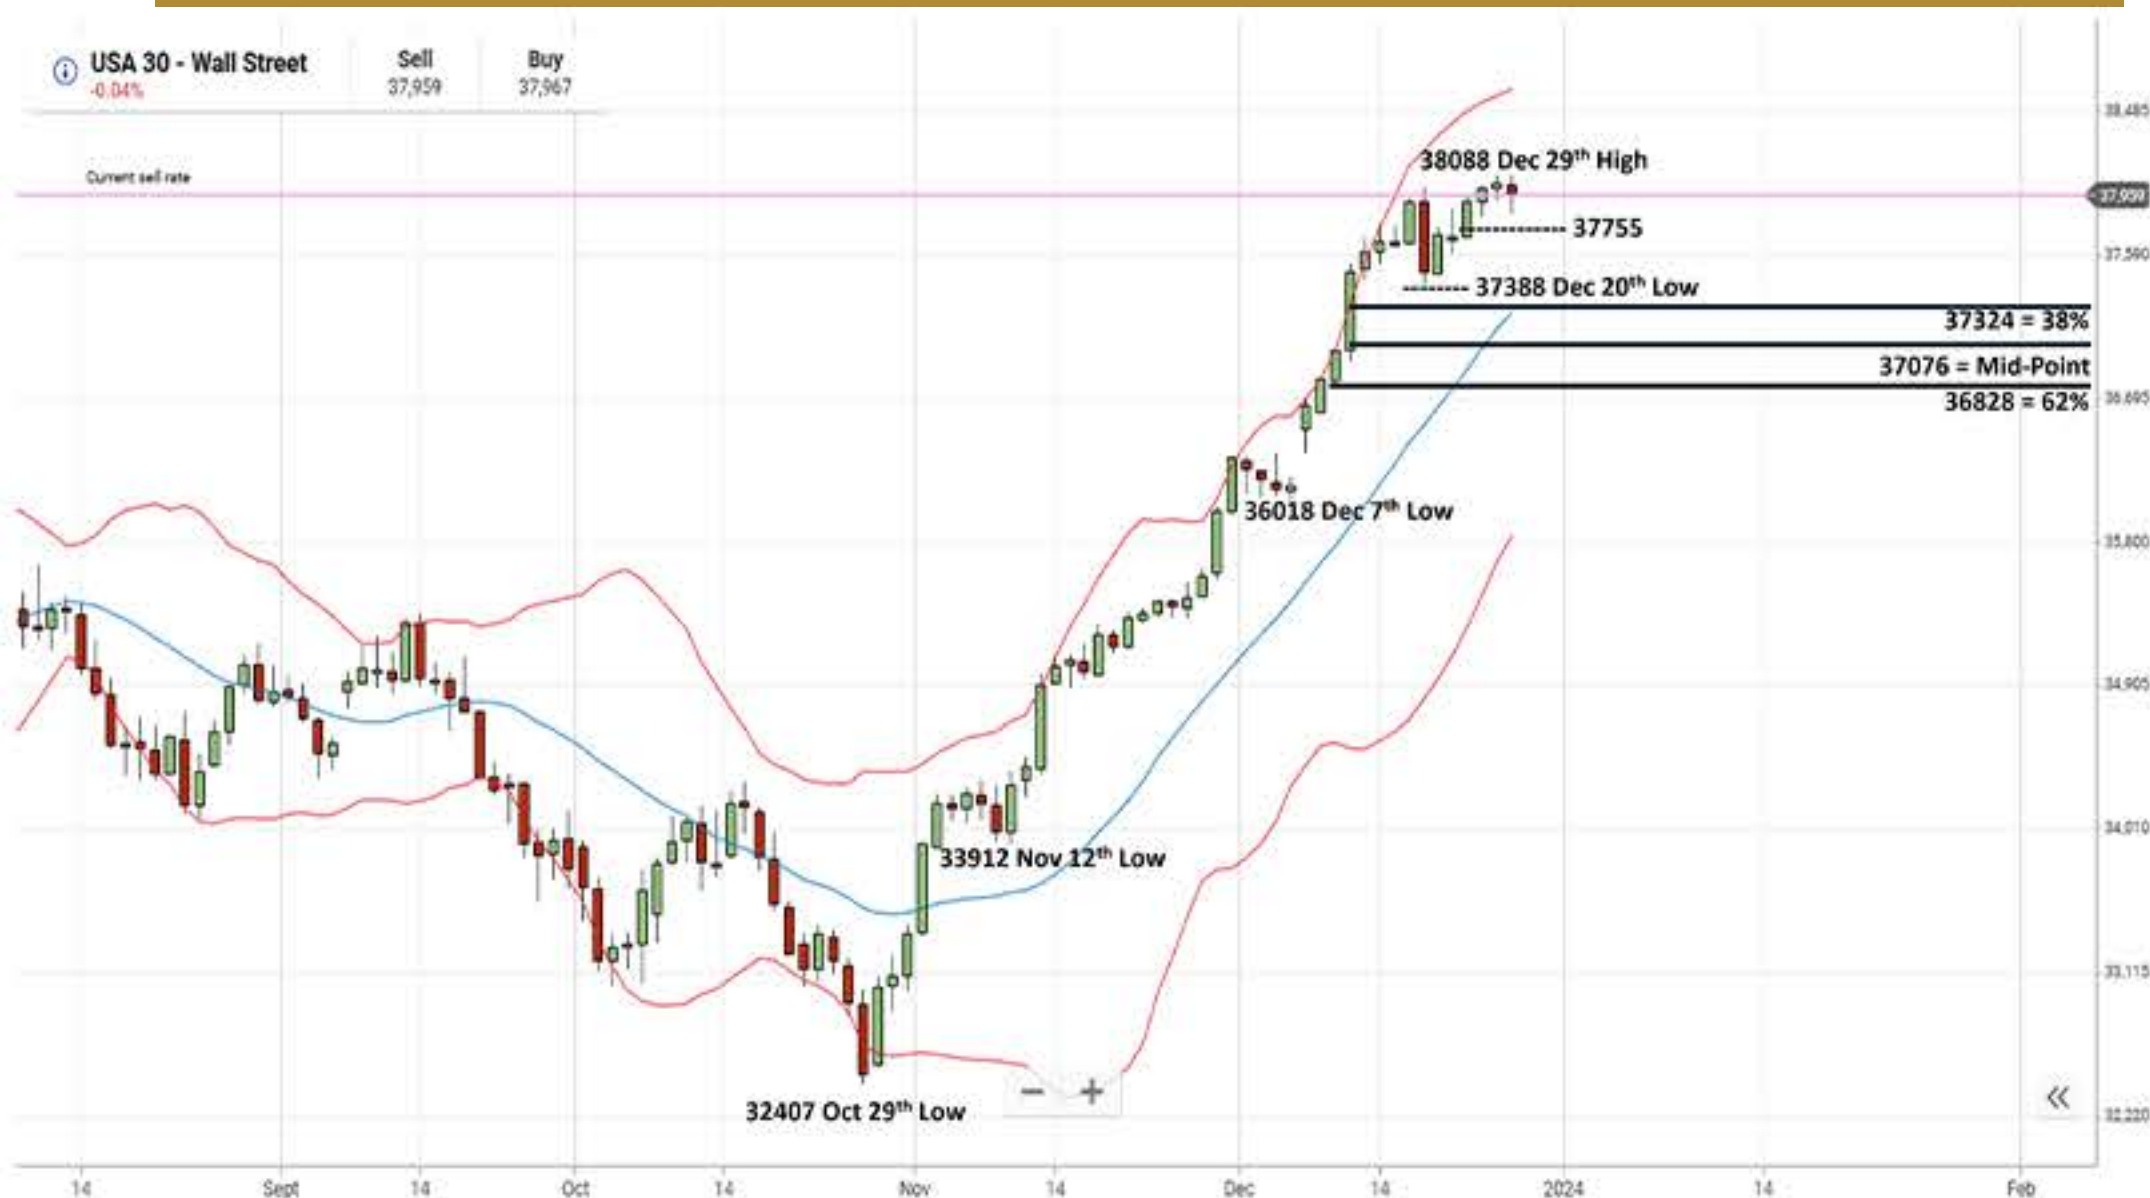 USA 30 - Wall Street
-0.04%
Sell
37,959
Buy
37,967
Current sell rate
38088 Dec 29th High
37755
37388 Dec 20th Low
37324 = 38%
37076 = Mid-Point
36828 = 62%
36018 Dec 7th Low
33912 Nov 12th Low
32407 Oct 29th Low
− +
«
38,485
37,959
37,590
36,695
35,800
34,905
34,010
33,115
32,220
14 Sept 14 Oct 14 Nov 14 Dec 14 2024 14 Feb